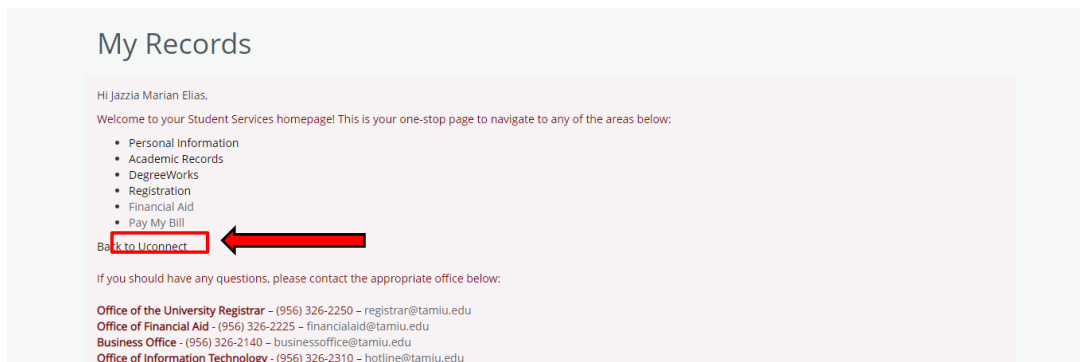 My Records
Hi Jazzia Marian Elias,
Welcome to your Student Services homepage! This is your one-stop page to navigate to any of the areas below:
• Personal Information
• Academic Records
• DegreeWorks
• Registration
• Financial Aid
• Pay My Bill
Back to Uconnect
If you should have any questions, please contact the appropriate office below:
Office of the University Registrar – (956) 326-2250 – registrar@tamiu.edu
Office of Financial Aid - (956) 326-2225 – financialaid@tamiu.edu
Business Office - (956) 326-2140 – businessoffice@tamiu.edu
Office of Information Technology - (956) 326-2310 – hotline@tamiu.edu